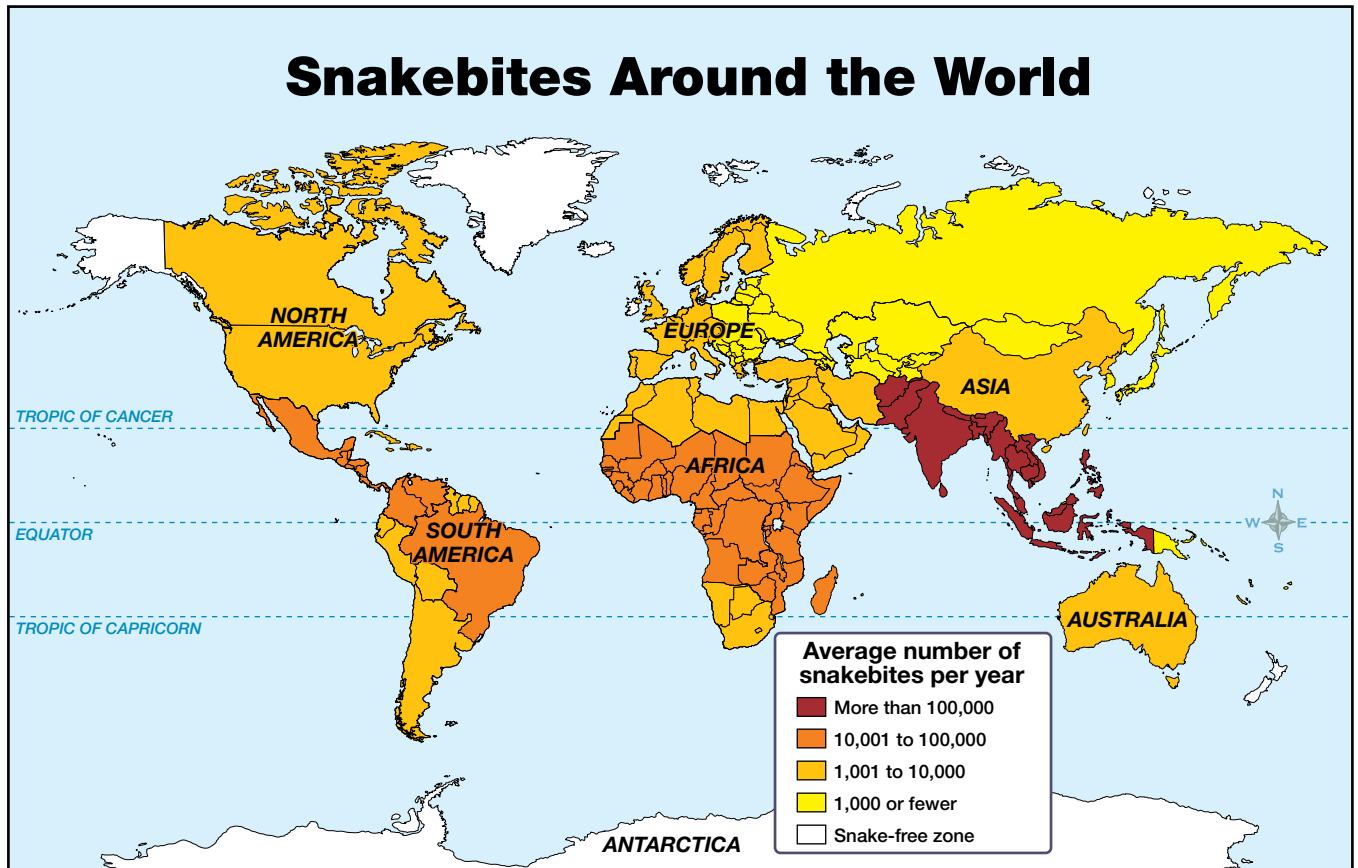 Snakebites Around the World
NORTH
AMERICA
EUROPE
ASIA
TROPIC OF CANCER
AFRICA
N
W E
S
EQUATOR
SOUTH
AMERICA
TROPIC OF CAPRICORN
AUSTRALIA
Average number of
snakebites per year
More than 100,000
10,001 to 100,000
1,001 to 10,000
1,000 or fewer
Snake-free zone
ANTARCTICA